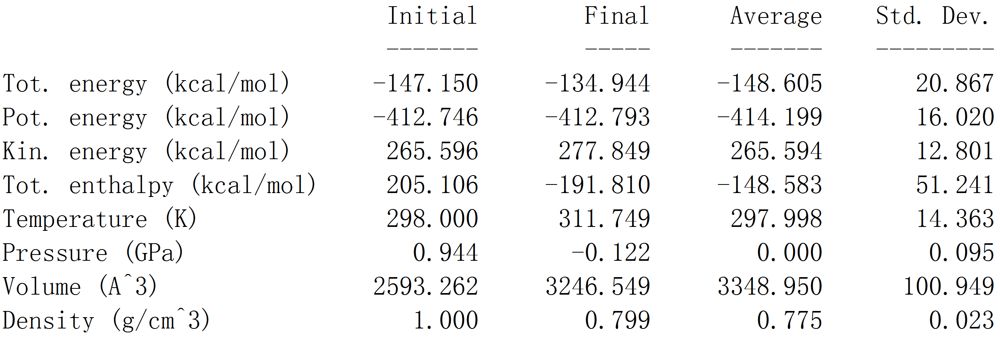 Initial Final Average Std. Dev.
------- ----- ------- ---------
Tot. energy (kcal/mol) -147.150 -134.944 -148.605 20.867
Pot. energy (kcal/mol) -412.746 -412.793 -414.199 16.020
Kin. energy (kcal/mol) 265.596 277.849 265.594 12.801
Tot. enthalpy (kcal/mol) 205.106 -191.810 -148.583 51.241
Temperature (K) 298.000 311.749 297.998 14.363
Pressure (GPa) 0.944 -0.122 0.000 0.095
Volume (A^3) 2593.262 3246.549 3348.950 100.949
Density (g/cm^3) 1.000 0.799 0.775 0.023